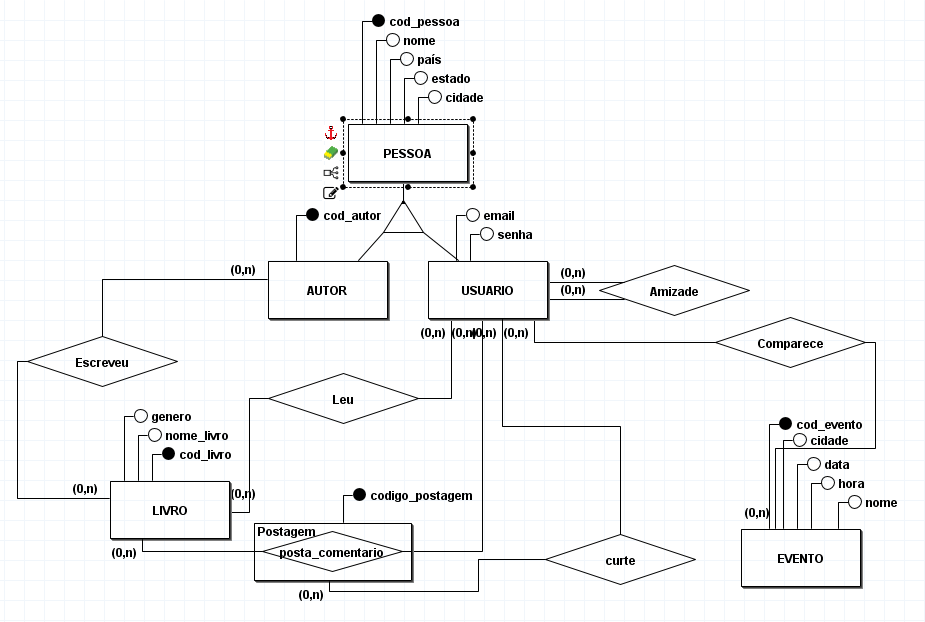 cod_pessoa
nome
país
estado
cidade
PESSOA
cod_autor
email
senha
(0,n)
AUTOR
USUARIO
(0,n)
(0,n)
Amizade
(0,n)
(0,n)
(0,n)
(0,n)
Comparece
Escreveu
Leu
genero
nome_livro
cod_livro
cod_evento
cidade
data
hora
nome
(0,n)
(0,n)
codigo_postagem
LIVRO
(0,n)
Postagem
posta_comentario
(0,n)
curte
EVENTO
(0,n)